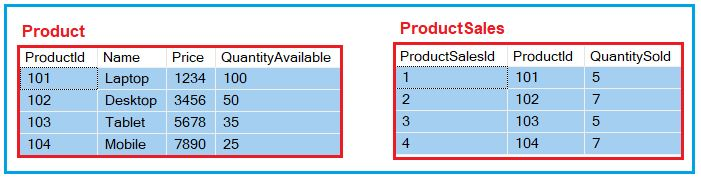 Product
ProductId Name Price QuantityAvailable
101 Laptop 1234 100
102 Desktop 3456 50
103 Tablet 5678 35
104 Mobile 7890 25
ProductSales
ProductSalesId ProductId QuantitySold
1 101 5
2 102 7
3 103 5
4 104 7